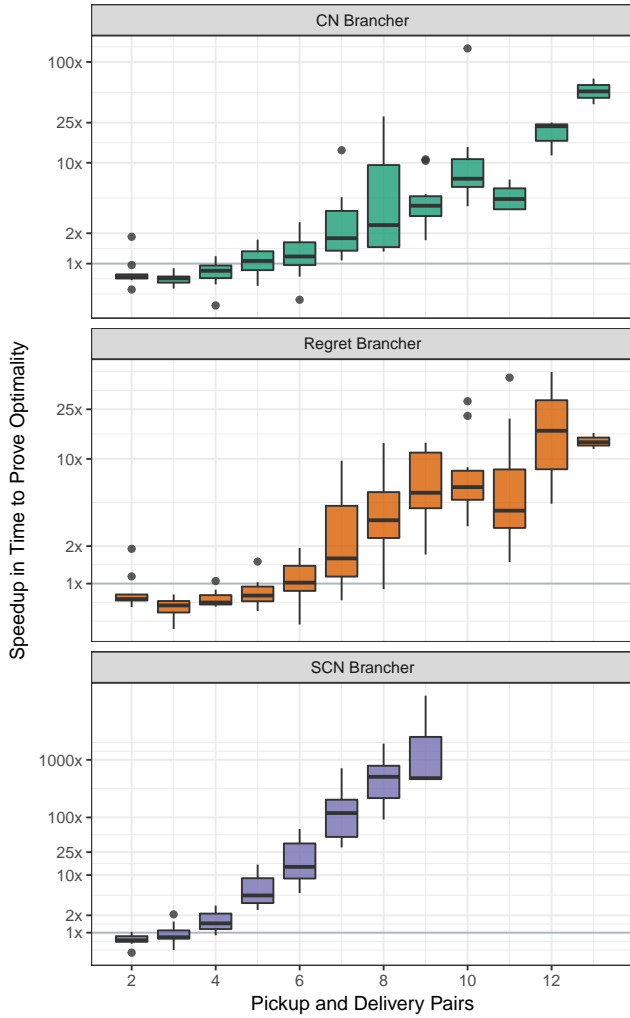 CN Brancher
100x
25x
10x
2x
1x
Regret Brancher
25x
10x
2x
1x
SCN Brancher
1000x
100x
25x
10x
2x
1x
2 4 6 8 10 12
Pickup and Delivery Pairs
Speedup in Time to Prove Optimality